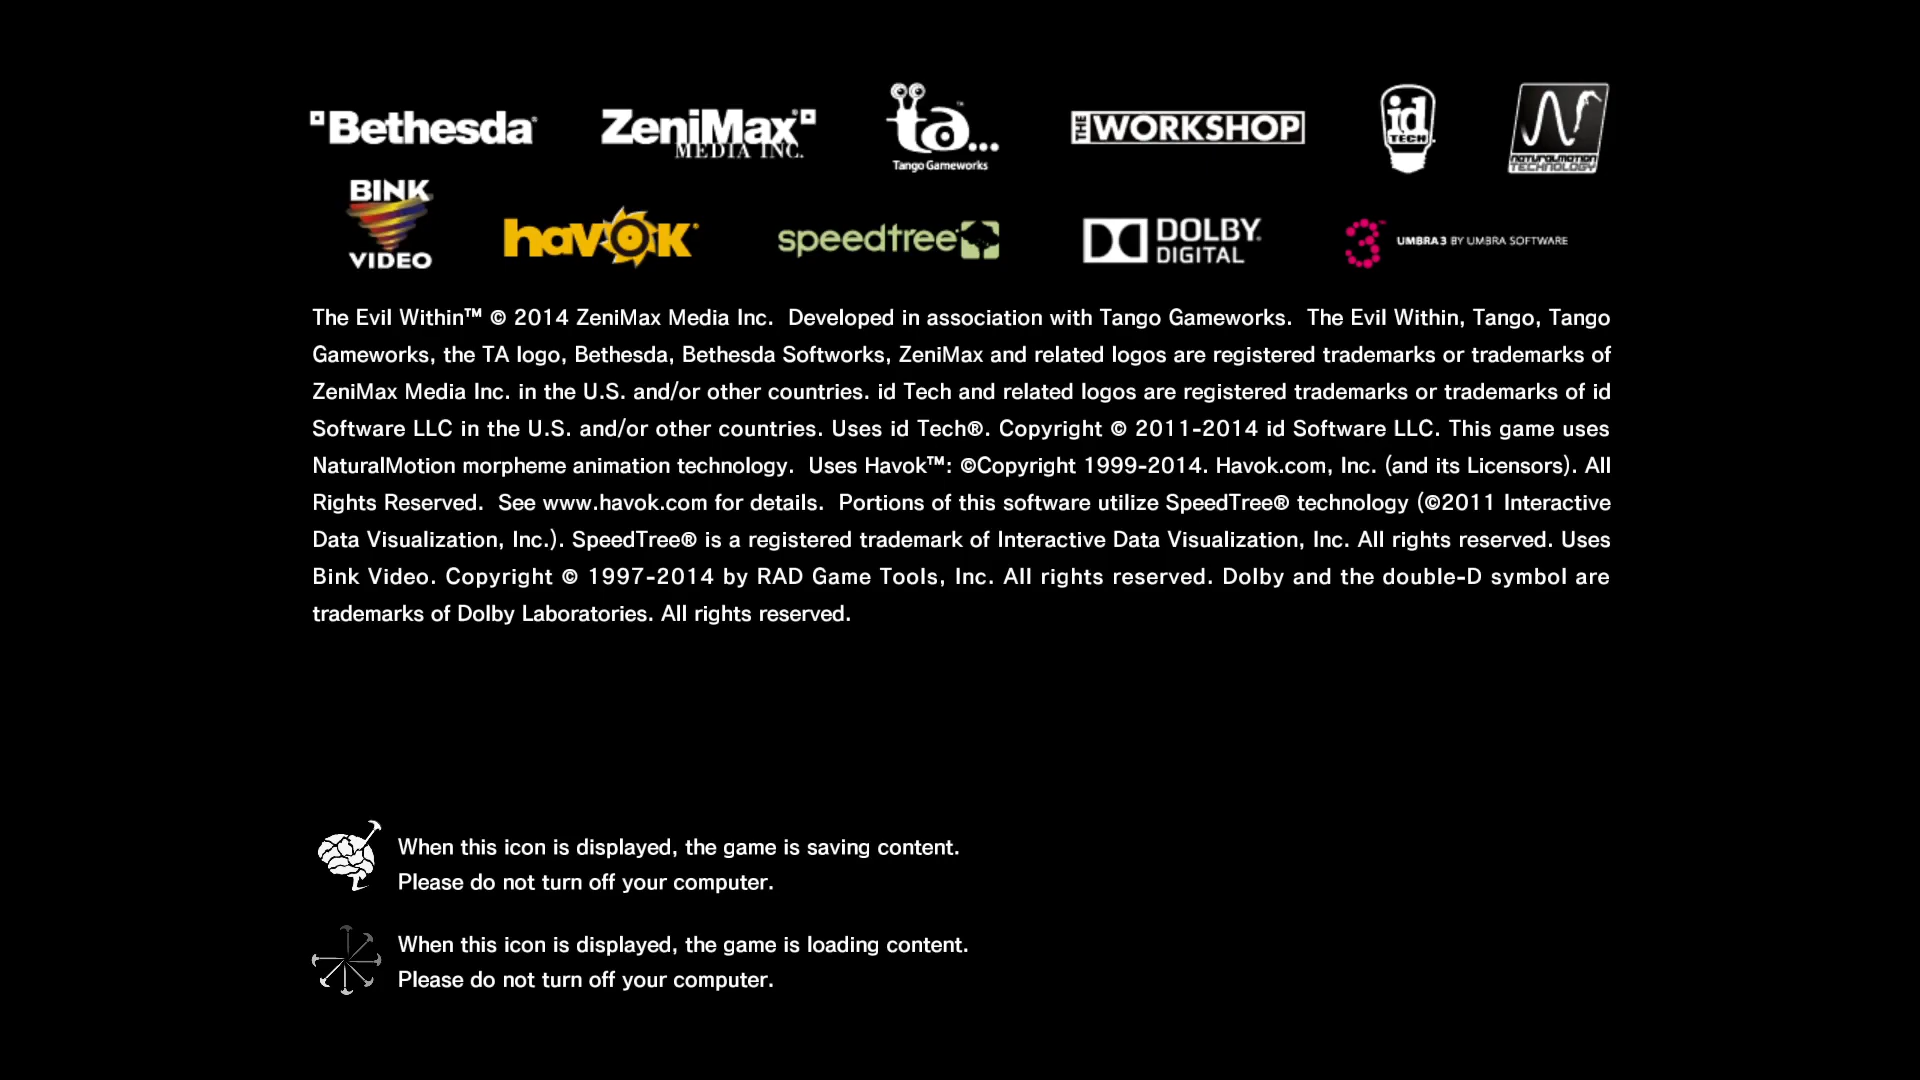 Bethesda®
ZeniMax®
MEDIA INC.
ta...™
Tango Gameworks
THE WORKSHOP
id
TECH
NATURALMOTION
TECHNOLOGY
BINK
VIDEO
havok®
speedtree®
DOLBY®
DIGITAL
3™ UMBRA 3 BY UMBRA SOFTWARE
The Evil Within™ © 2014 ZeniMax Media Inc.  Developed in association with Tango Gameworks.  The Evil Within, Tango, Tango
Gameworks, the TA logo, Bethesda, Bethesda Softworks, ZeniMax and related logos are registered trademarks or trademarks of
ZeniMax Media Inc. in the U.S. and/or other countries. id Tech and related logos are registered trademarks or trademarks of id
Software LLC in the U.S. and/or other countries. Uses id Tech®. Copyright © 2011-2014 id Software LLC. This game uses
NaturalMotion morpheme animation technology.  Uses Havok™: ©Copyright 1999-2014. Havok.com, Inc. (and its Licensors). All
Rights Reserved.  See www.havok.com for details.  Portions of this software utilize SpeedTree® technology (©2011 Interactive
Data Visualization, Inc.). SpeedTree® is a registered trademark of Interactive Data Visualization, Inc. All rights reserved. Uses
Bink Video. Copyright © 1997-2014 by RAD Game Tools, Inc. All rights reserved. Dolby and the double-D symbol are
trademarks of Dolby Laboratories. All rights reserved.
When this icon is displayed, the game is saving content.
Please do not turn off your computer.
When this icon is displayed, the game is loading content.
Please do not turn off your computer.